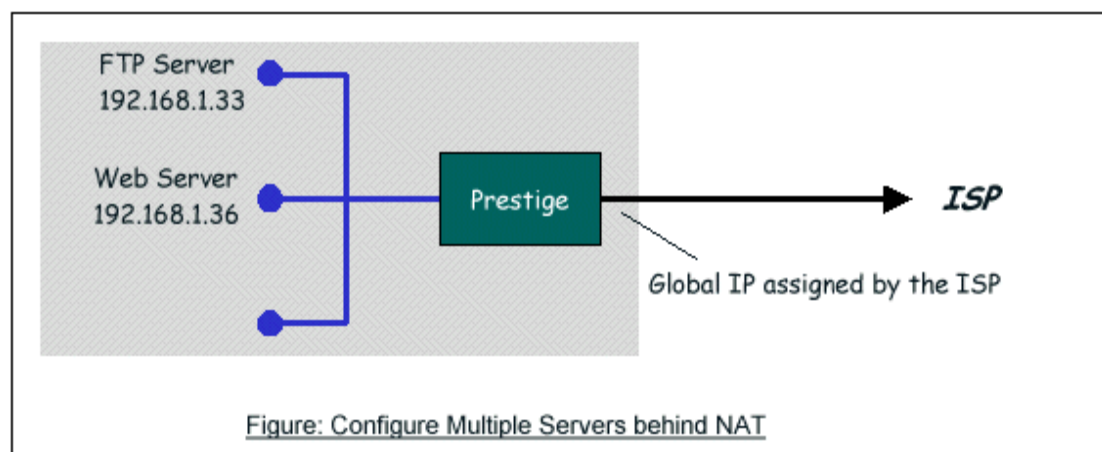 FTP Server
192.168.1.33
Web Server
192.168.1.36
Prestige
ISP
Global IP assigned by the ISP
Figure: Configure Multiple Servers behind NAT